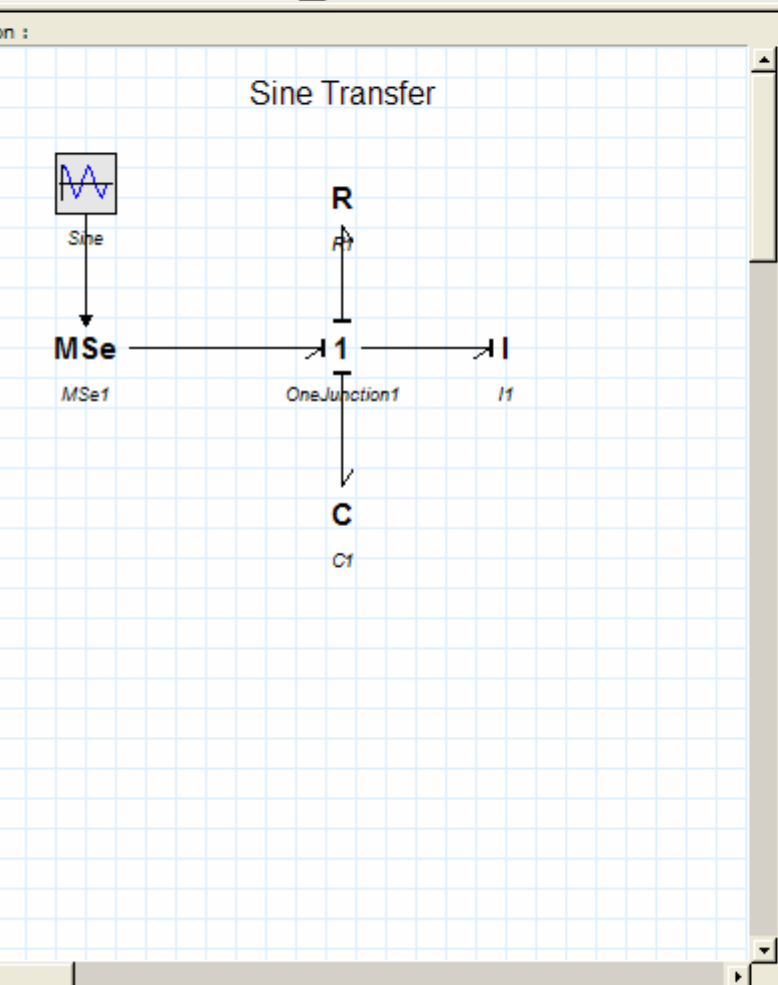 on :
Sine Transfer
Sine
R
R1
MSe
1
I
MSe1
OneJunction1
I1
C
C1